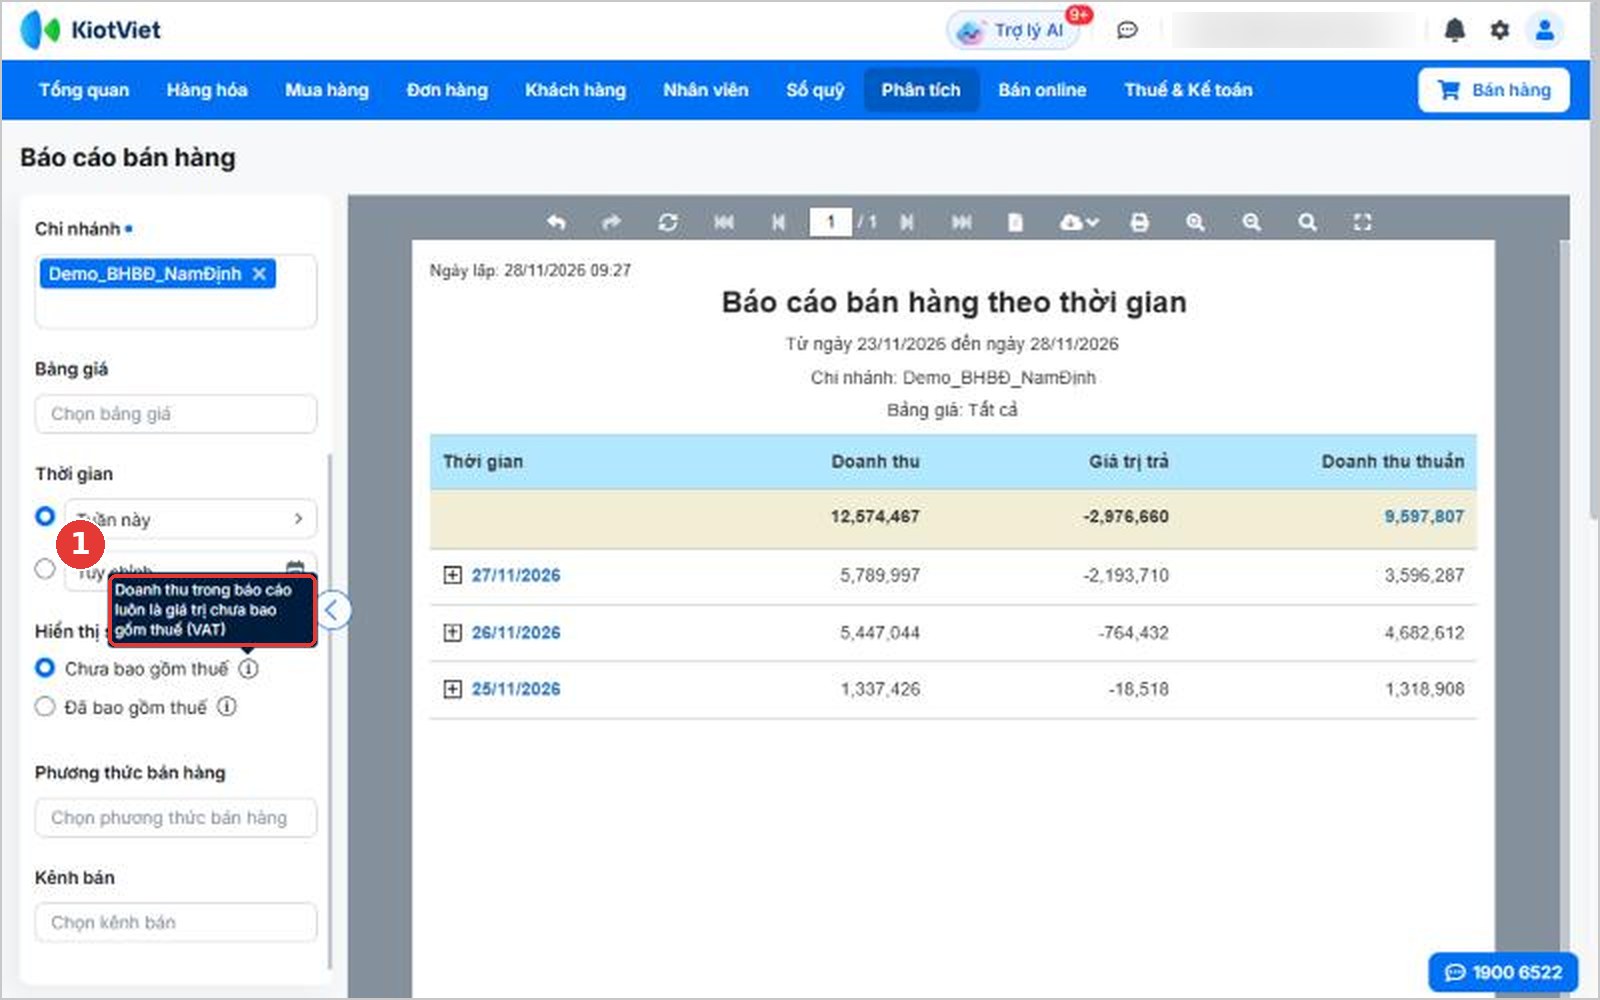 KiotViet
Trợ lý AI
9+
Tổng quan
Hàng hóa
Mua hàng
Đơn hàng
Khách hàng
Nhân viên
Sổ quỹ
Phân tích
Bán online
Thuế & Kế toán
Bán hàng
Báo cáo bán hàng
Chi nhánh
Demo_BHBĐ_NamĐịnh
Bảng giá
Chọn bảng giá
Thời gian
Tuần này
1
Tùy chỉnh
Doanh thu trong báo cáo
luôn là giá trị chưa bao
gồm thuế (VAT)
Hiển thị
Chưa bao gồm thuế
Đã bao gồm thuế
Phương thức bán hàng
Chọn phương thức bán hàng
Kênh bán
Chọn kênh bán
1 / 1
Ngày lập: 28/11/2026 09:27
Báo cáo bán hàng theo thời gian
Từ ngày 23/11/2026 đến ngày 28/11/2026
Chi nhánh: Demo_BHBĐ_NamĐịnh
Bảng giá: Tất cả
Thời gian Doanh thu Giá trị trả Doanh thu thuần
12,574,467 -2,976,660 9,597,807
27/11/2026 5,789,997 -2,193,710 3,596,287
26/11/2026 5,447,044 -764,432 4,682,612
25/11/2026 1,337,426 -18,518 1,318,908
1900 6522